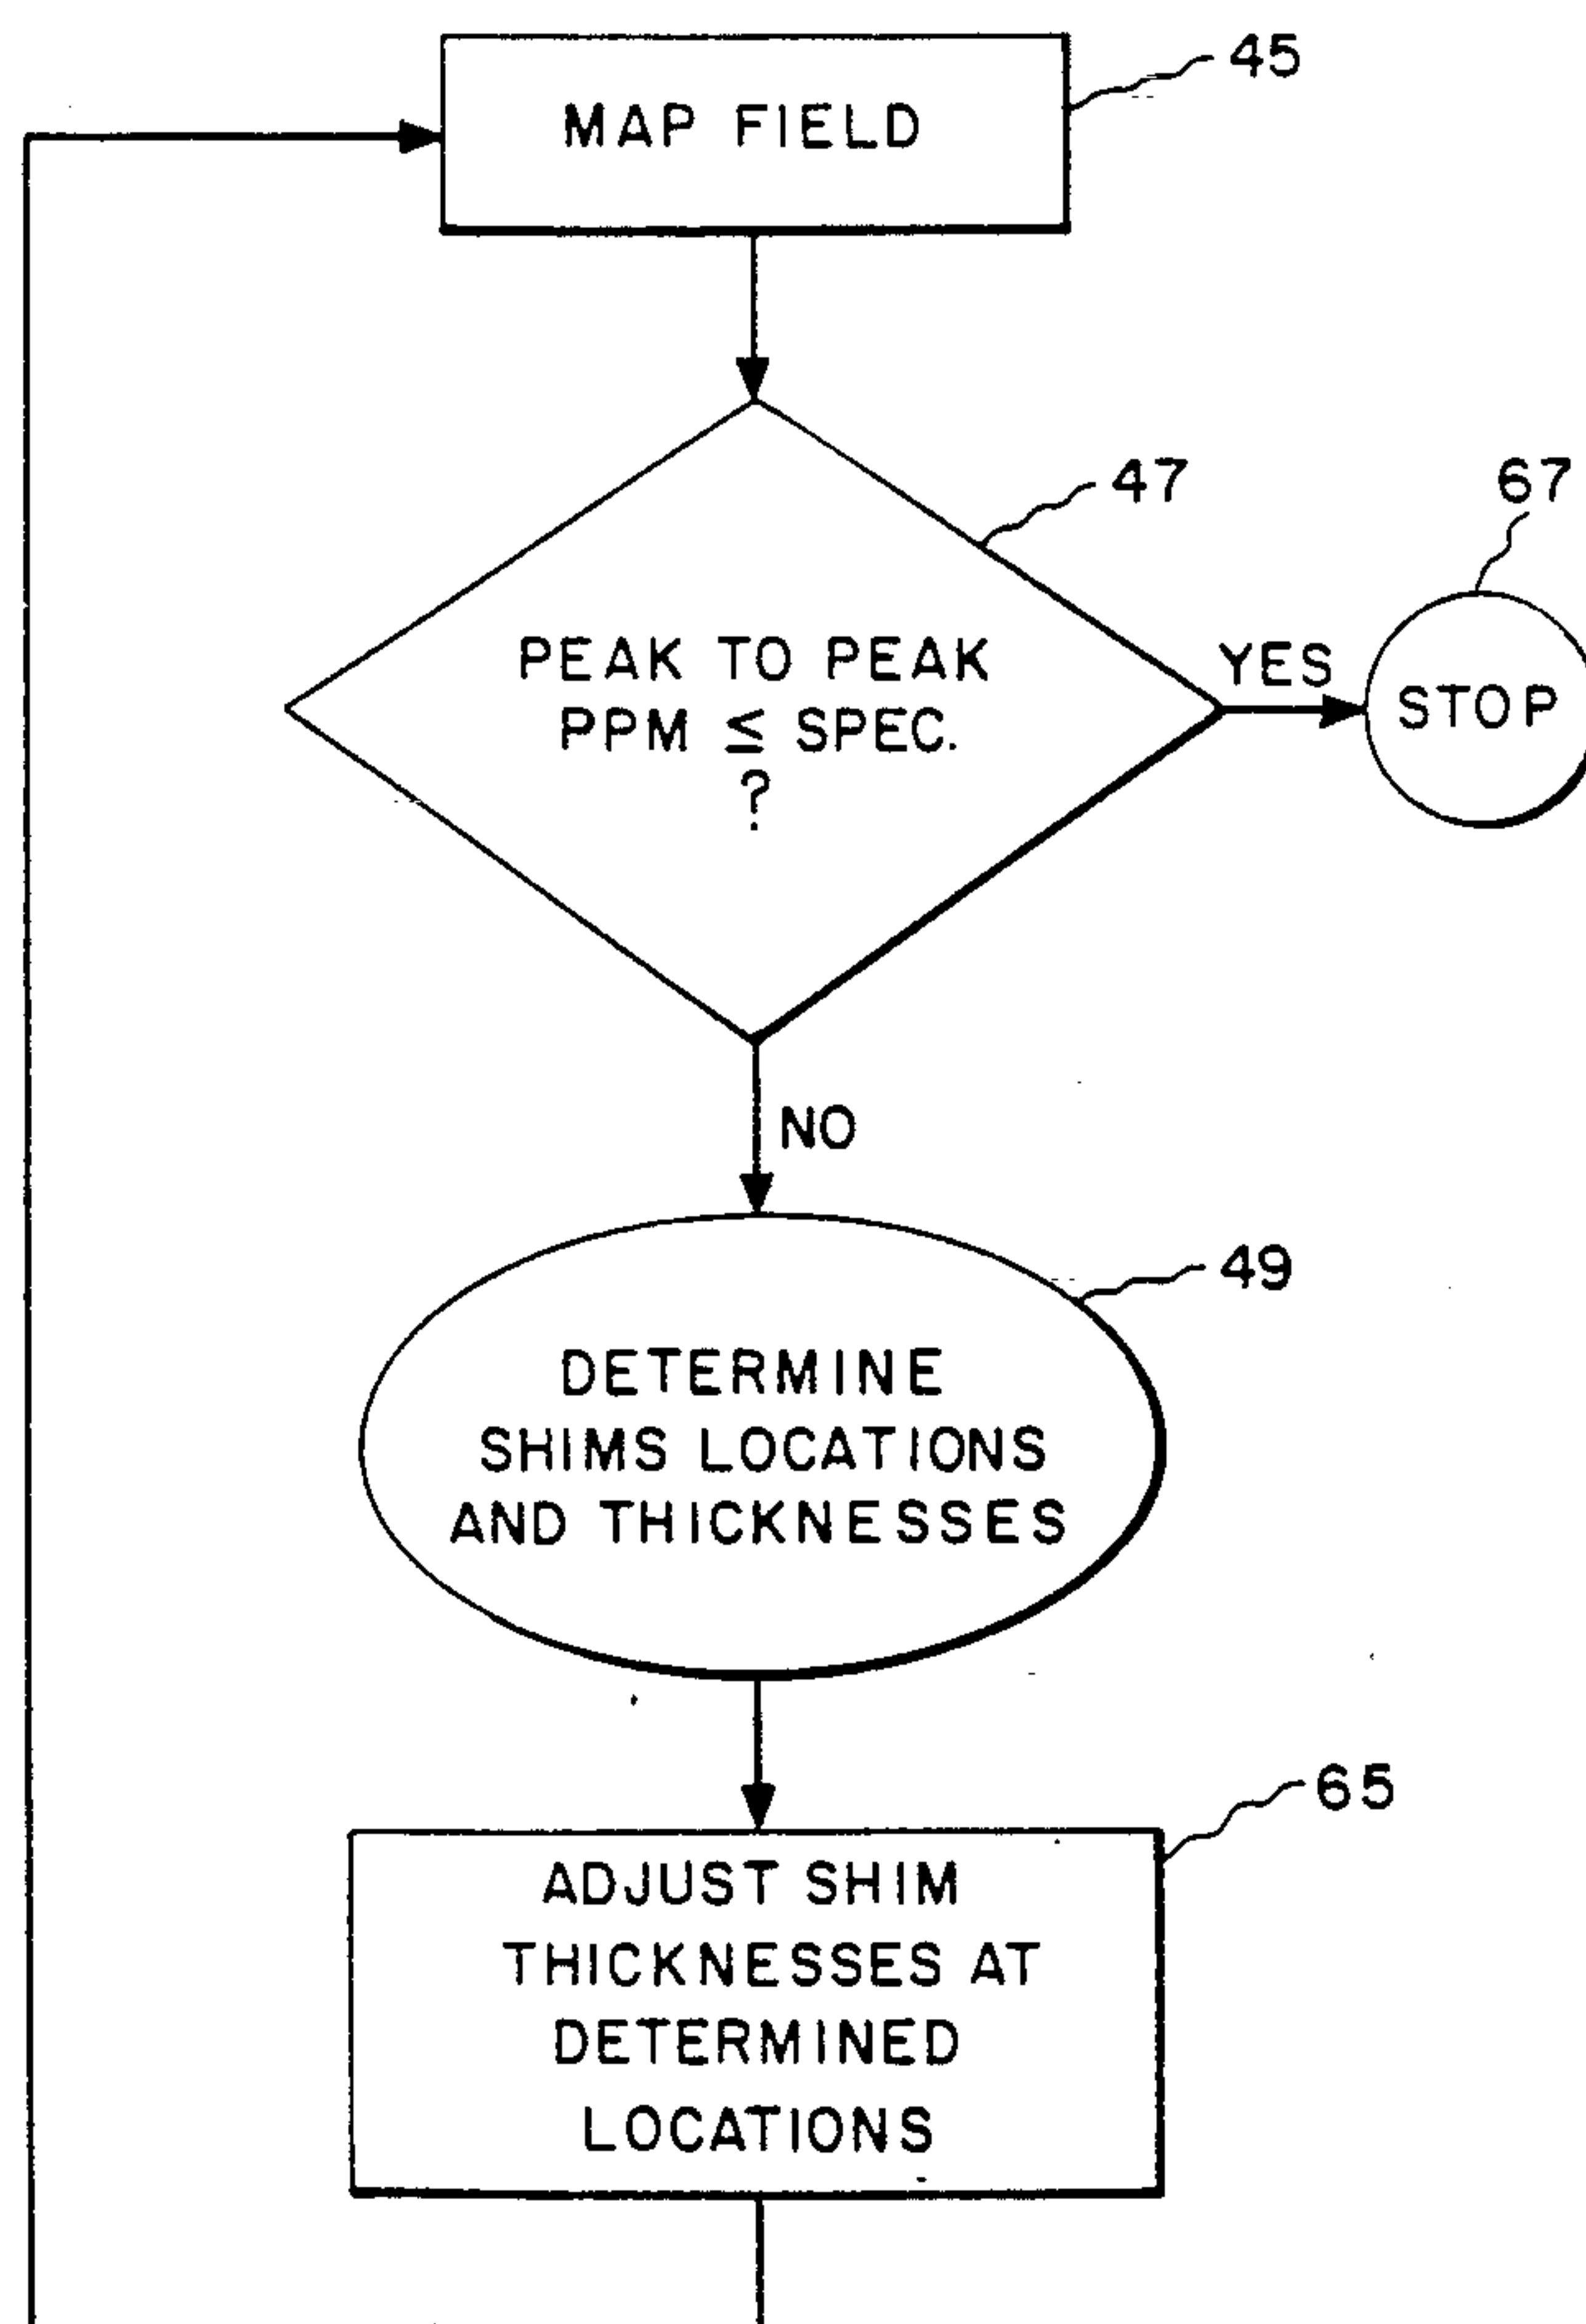 45
MAP FIELD
47
67
PEAK TO PEAK
PPM ≤ SPEC.
?
YES
STOP
NO
49
DETERMINE
SHIMS LOCATIONS
AND THICKNESSES
65
ADJUST SHIM
THICKNESSES AT
DETERMINED
LOCATIONS